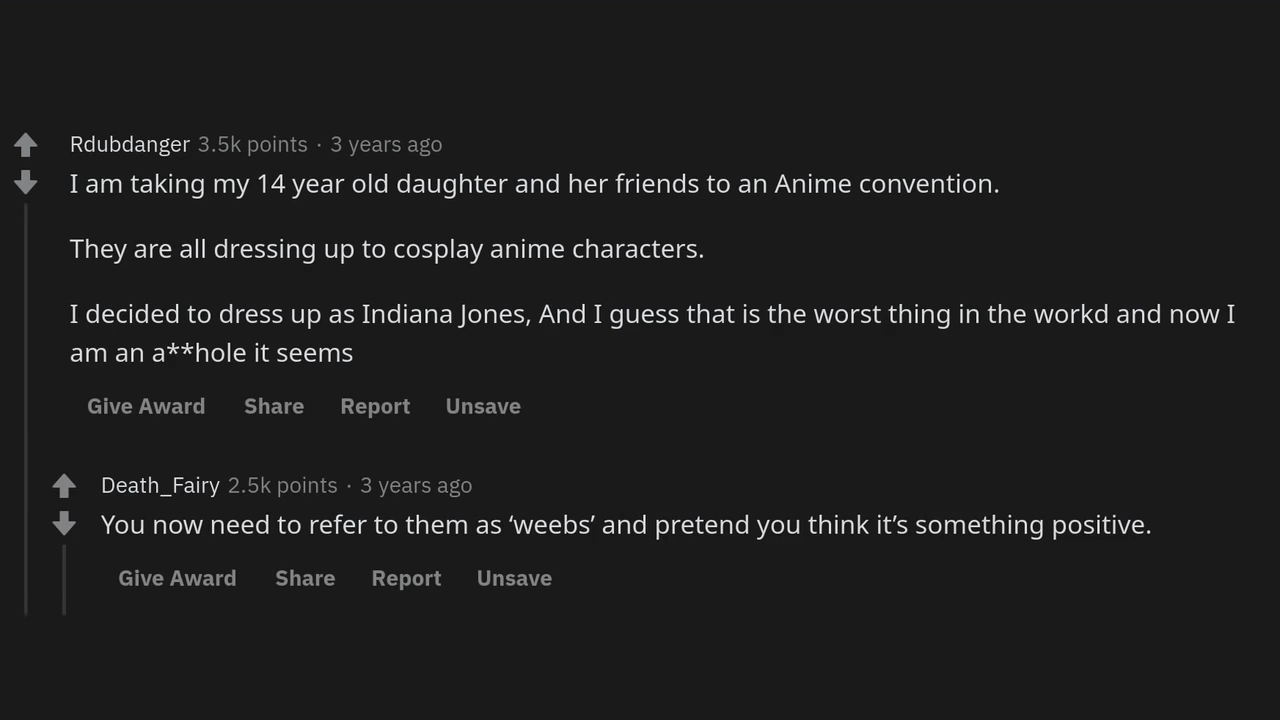 Rdubdanger 3.5k points · 3 years ago
I am taking my 14 year old daughter and her friends to an Anime convention.
They are all dressing up to cosplay anime characters.
I decided to dress up as Indiana Jones, And I guess that is the worst thing in the workd and now I
am an a**hole it seems
Give Award Share Report Unsave
Death_Fairy 2.5k points · 3 years ago
You now need to refer to them as ‘weebs’ and pretend you think it’s something positive.
Give Award Share Report Unsave